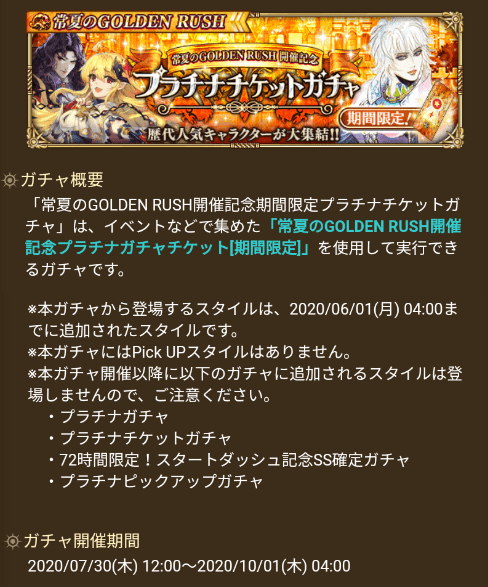 常夏のGOLDEN RUSH
常夏のGOLDEN RUSH 開催記念
プラチナチケットガチャ
期間限定!
歴代人気キャラクターが大集結!!
ガチャ概要
「常夏のGOLDEN RUSH開催記念期間限定プラチナチケットガ
チャ」は、イベントなどで集めた「常夏のGOLDEN RUSH開催
記念プラチナガチャチケット[期間限定]」を使用して実行でき
るガチャです。
※本ガチャから登場するスタイルは、2020/06/01(月) 04:00ま
でに追加されたスタイルです。
※本ガチャにはPick UPスタイルはありません。
※本ガチャ開催以降に以下のガチャに追加されるスタイルは登
場しませんので、ご注意ください。
・プラチナガチャ
・プラチナチケットガチャ
・72時間限定！スタートダッシュ記念SS確定ガチャ
・プラチナピックアップガチャ
ガチャ開催期間
2020/07/30(木) 12:00〜2020/10/01(木) 04:00